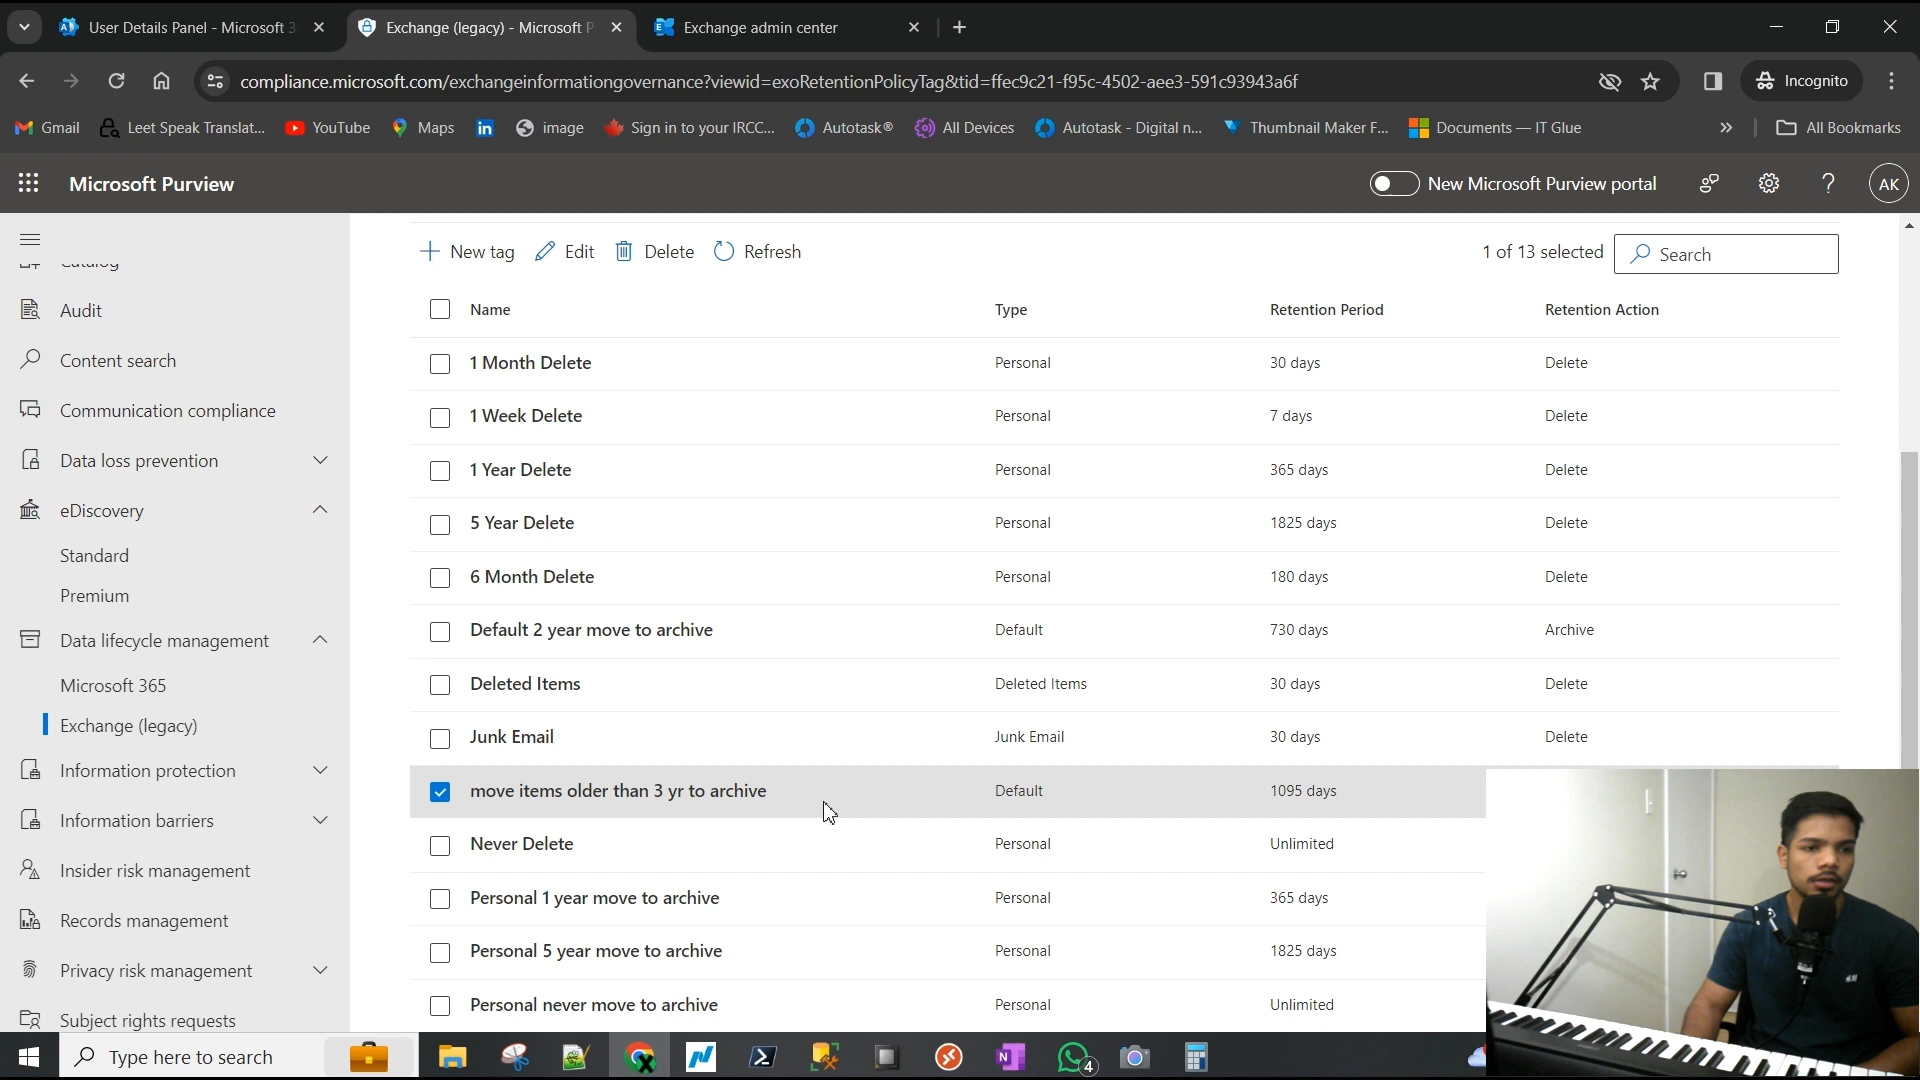 User Details Panel - Microsoft 3
Exchange (legacy) - Microsoft P
Exchange admin center
compliance.microsoft.com/exchangeinformationgovernance?viewid=exoRetentionPolicyTag&tid=ffec9c21-f95c-4502-aee3-591c93943a6f
Incognito
Gmail
Leet Speak Translat...
YouTube
Maps
image
Sign in to your IRCC...
Autotask®
All Devices
Autotask - Digital n...
Thumbnail Maker F...
Documents — IT Glue
All Bookmarks
Microsoft Purview
New Microsoft Purview portal
AK
Catalog
Audit
Content search
Communication compliance
Data loss prevention
eDiscovery
Standard
Premium
Data lifecycle management
Microsoft 365
Exchange (legacy)
Information protection
Information barriers
Insider risk management
Records management
Privacy risk management
Subject rights requests
New tag Edit Delete Refresh
1 of 13 selected
Search
Name Type Retention Period Retention Action
1 Month Delete Personal 30 days Delete
1 Week Delete Personal 7 days Delete
1 Year Delete Personal 365 days Delete
5 Year Delete Personal 1825 days Delete
6 Month Delete Personal 180 days Delete
Default 2 year move to archive Default 730 days Archive
Deleted Items Deleted Items 30 days Delete
Junk Email Junk Email 30 days Delete
move items older than 3 yr to archive Default 1095 days
Never Delete Personal Unlimited
Personal 1 year move to archive Personal 365 days
Personal 5 year move to archive Personal 1825 days
Personal never move to archive Personal Unlimited
Type here to search
4